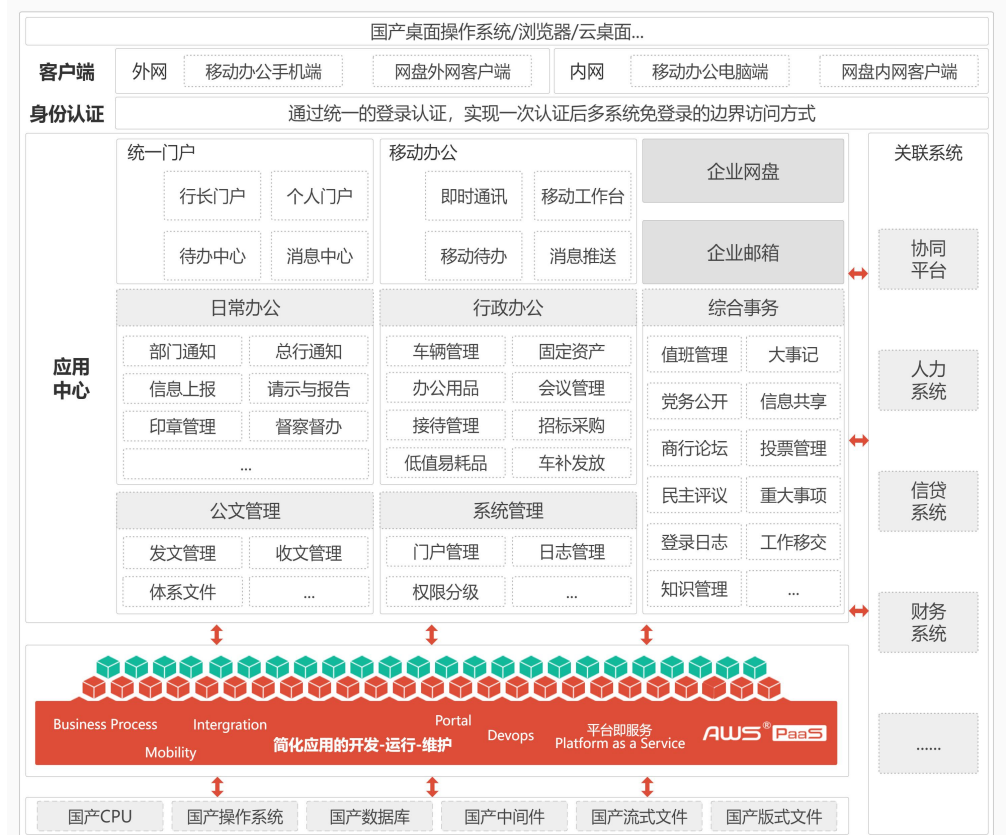 国产桌面操作系统/浏览器/云桌面...
客户端
外网
移动办公手机端
网盘外网客户端
内网
移动办公电脑端
网盘内网客户端
身份认证
通过统一的登录认证，实现一次认证后多系统免登录的边界访问方式
应用
中心
统一门户
行长门户
个人门户
待办中心
消息中心
移动办公
即时通讯
移动工作台
移动待办
消息推送
企业网盘
企业邮箱
日常办公
部门通知
总行通知
信息上报
请示与报告
印章管理
督察督办
...
行政办公
车辆管理
固定资产
办公用品
会议管理
接待管理
招标采购
低值易耗品
车补发放
综合事务
值班管理
大事记
党务公开
信息共享
商行论坛
投票管理
民主评议
重大事项
登录日志
工作移交
知识管理
...
公文管理
发文管理
收文管理
体系文件
...
系统管理
门户管理
日志管理
权限分级
...
关联系统
协同
平台
人力
系统
信贷
系统
财务
系统
......
Business Process
Intergration
Portal
Mobility
简化应用的开发-运行-维护
Devops
平台即服务
Platform as a Service
AWS® PaaS
国产CPU
国产操作系统
国产数据库
国产中间件
国产流式文件
国产版式文件